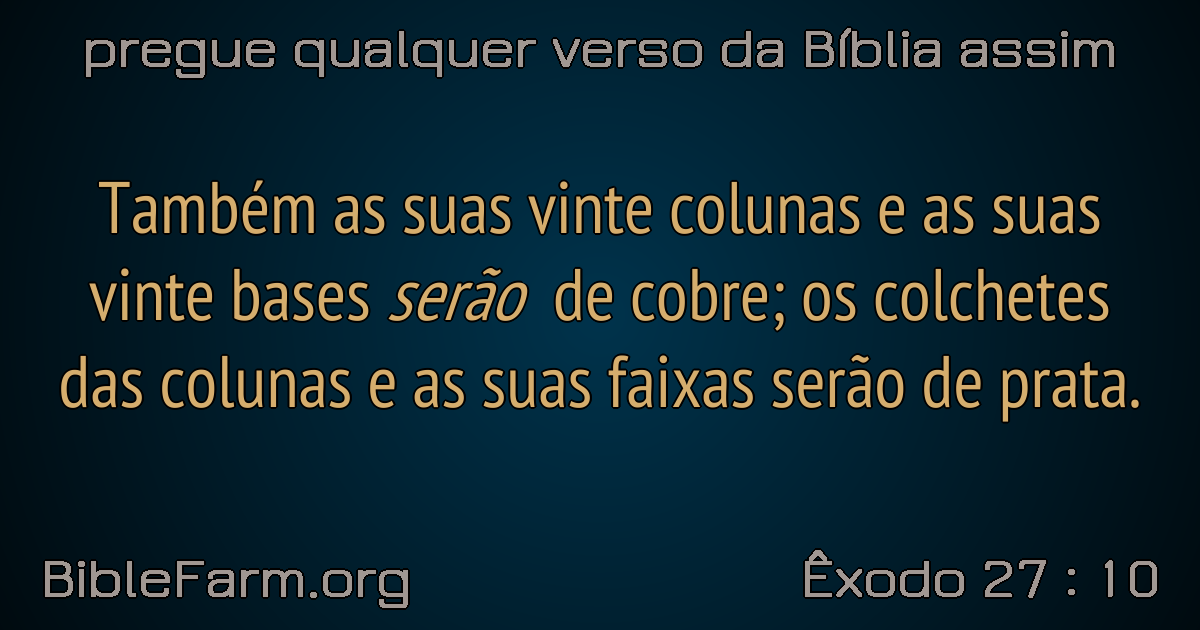 pregue qualquer verso da Bíblia assim
Também as suas vinte colunas e as suas
vinte bases serão de cobre; os colchetes
das colunas e as suas faixas serão de prata.
BibleFarm.org
Êxodo 27 : 10